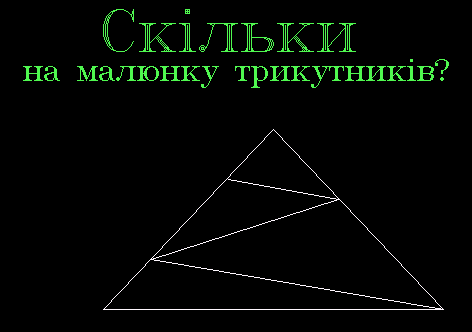 Скільки
на малюнку трикутників?